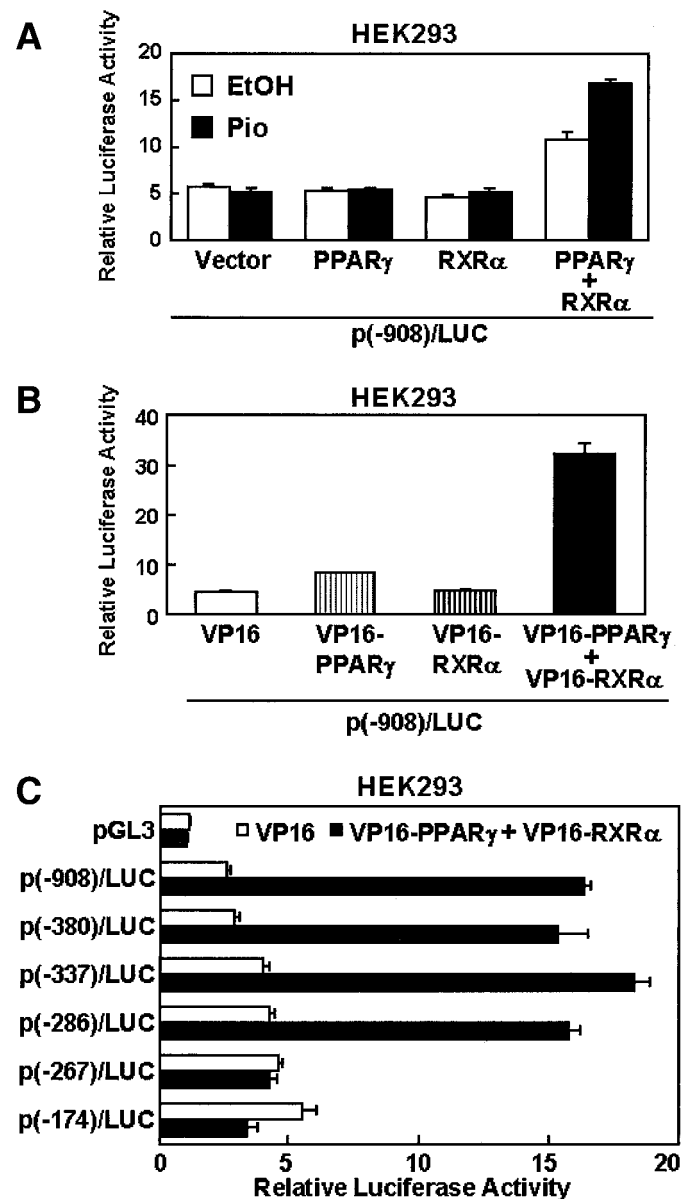 A
HEK293
Relative Luciferase Activity
20
15
10
5
0
EtOH
Pio
Vector
PPARγ
RXRα
PPARγ
+
RXRα
p(-908)/LUC
B
HEK293
Relative Luciferase Activity
40
30
20
10
0
VP16
VP16-
PPARγ
VP16-
RXRα
VP16-PPARγ
+
VP16-RXRα
p(-908)/LUC
C
HEK293
VP16 VP16-PPARγ + VP16-RXRα
pGL3
p(-908)/LUC
p(-380)/LUC
p(-337)/LUC
p(-286)/LUC
p(-267)/LUC
p(-174)/LUC
0 5 10 15 20
Relative Luciferase Activity